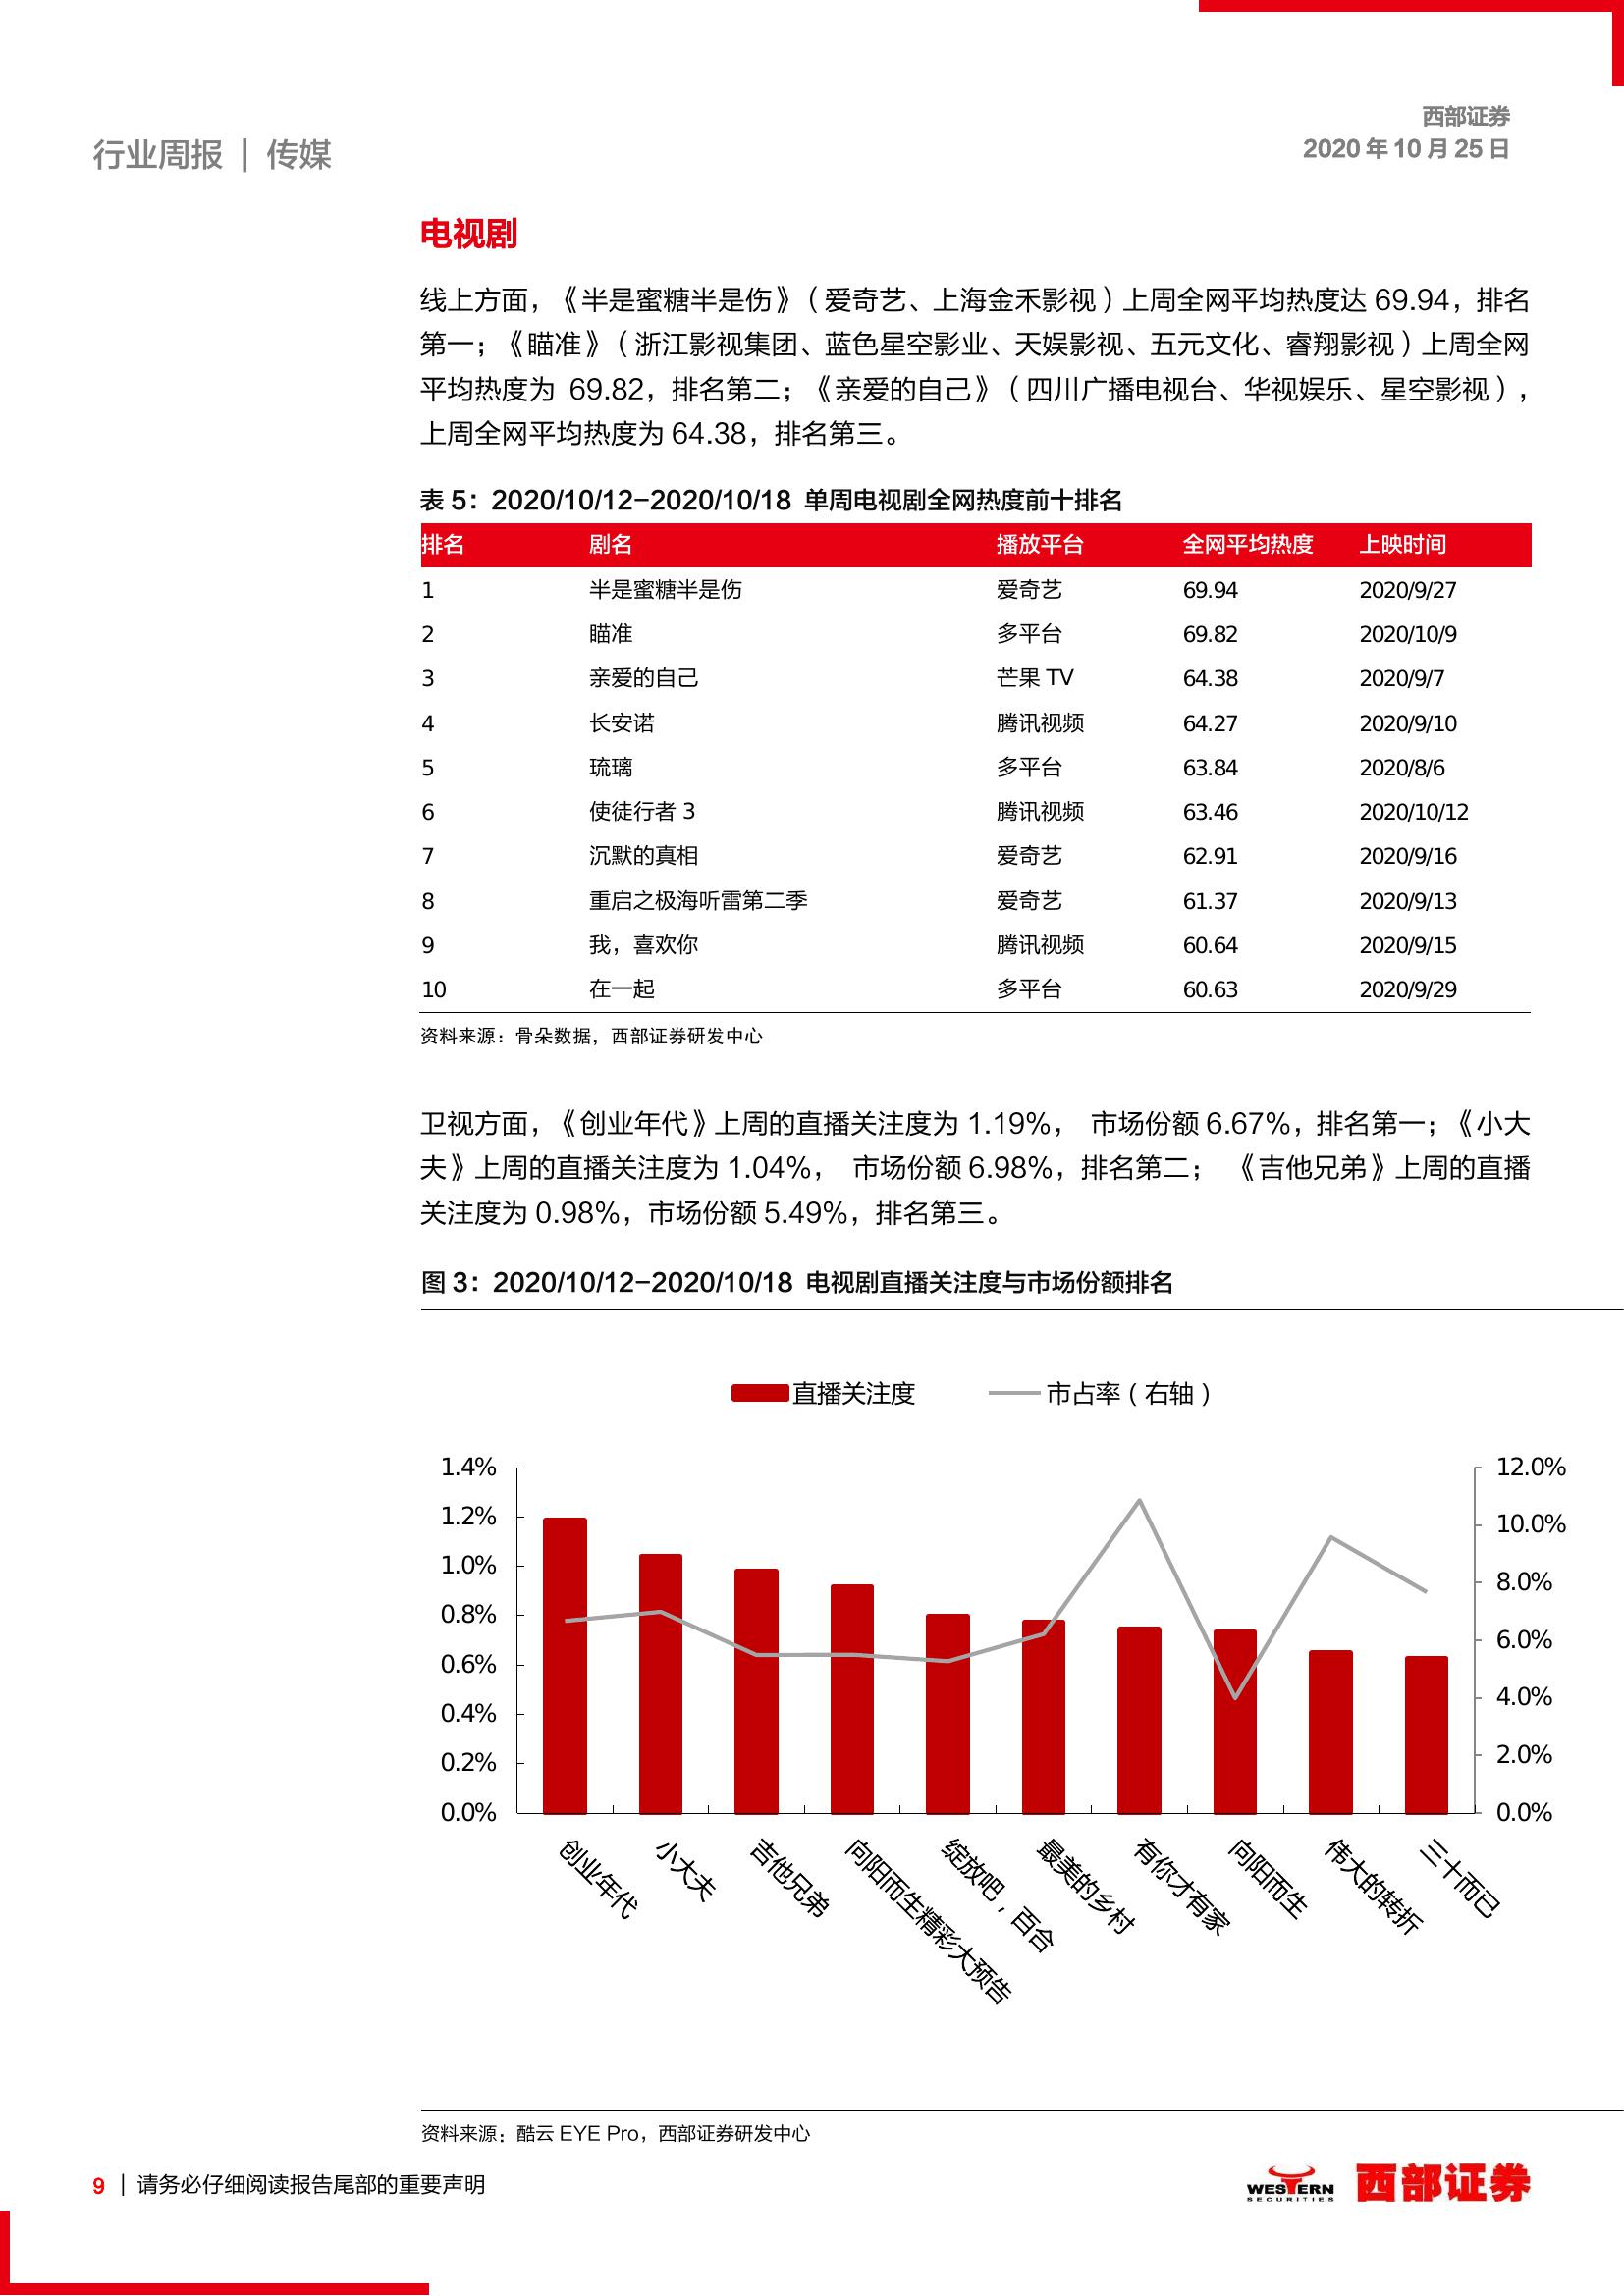 西部证券
行业周报 | 传媒
2020 年 10 月 25 日
电视剧
线上方面，《半是蜜糖半是伤》（爱奇艺、上海金禾影视）上周全网平均热度达 69.94，排名
第一；《瞄准》（浙江影视集团、蓝色星空影业、天娱影视、五元文化、睿翔影视）上周全网
平均热度为 69.82，排名第二；《亲爱的自己》（四川广播电视台、华视娱乐、星空影视），
上周全网平均热度为 64.38，排名第三。
表 5：2020/10/12-2020/10/18 单周电视剧全网热度前十排名
排名 剧名 播放平台 全网平均热度 上映时间
1 半是蜜糖半是伤 爱奇艺 69.94 2020/9/27
2 瞄准 多平台 69.82 2020/10/9
3 亲爱的自己 芒果 TV 64.38 2020/9/7
4 长安诺 腾讯视频 64.27 2020/9/10
5 琉璃 多平台 63.84 2020/8/6
6 使徒行者 3 腾讯视频 63.46 2020/10/12
7 沉默的真相 爱奇艺 62.91 2020/9/16
8 重启之极海听雷第二季 爱奇艺 61.37 2020/9/13
9 我，喜欢你 腾讯视频 60.64 2020/9/15
10 在一起 多平台 60.63 2020/9/29
资料来源：骨朵数据，西部证券研发中心
卫视方面，《创业年代》上周的直播关注度为 1.19%， 市场份额 6.67%，排名第一；《小大
夫》上周的直播关注度为 1.04%， 市场份额 6.98%，排名第二； 《吉他兄弟》上周的直播
关注度为 0.98%，市场份额 5.49%，排名第三。
图 3：2020/10/12-2020/10/18 电视剧直播关注度与市场份额排名
直播关注度 市占率（右轴）
1.4% 12.0%
1.2% 10.0%
1.0% 8.0%
0.8% 6.0%
0.6% 4.0%
0.4% 2.0%
0.2% 0.0%
0.0%
创业年代
小大夫
吉他兄弟
向阳而生精彩大预告
绽放吧，百合
最美的乡村
有你才有家
向阳而生
伟大的转折
三十而已
资料来源：酷云 EYE Pro，西部证券研发中心
9 | 请务必仔细阅读报告尾部的重要声明
WESTERN
SECURITIES
西部证券